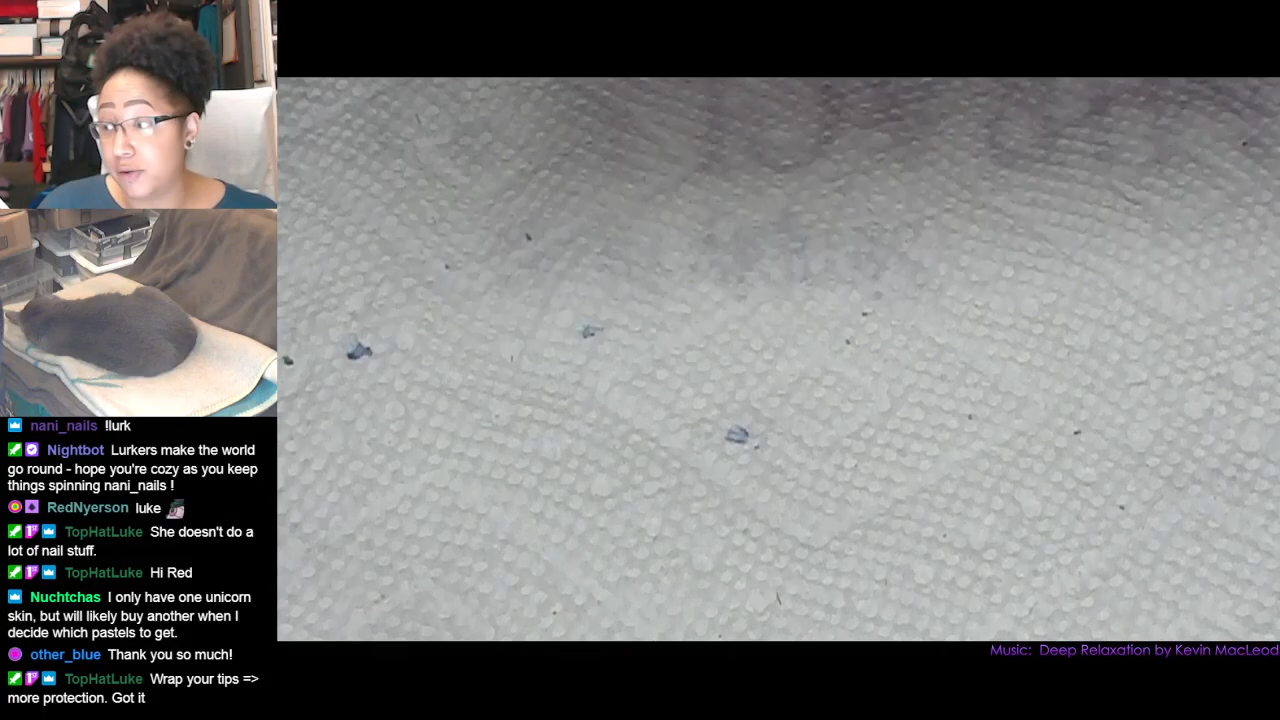 nani_nails !lurk
Nightbot Lurkers make the world
go round - hope you're cozy as you keep
things spinning nani_nails !
RedNyerson luke
TopHatLuke She doesn't do a
lot of nail stuff.
TopHatLuke Hi Red
Nuchtchas I only have one unicorn
skin, but will likely buy another when I
decide which pastels to get.
other_blue Thank you so much!
TopHatLuke Wrap your tips =>
more protection. Got it
Music: Deep Relaxation by Kevin MacLeod